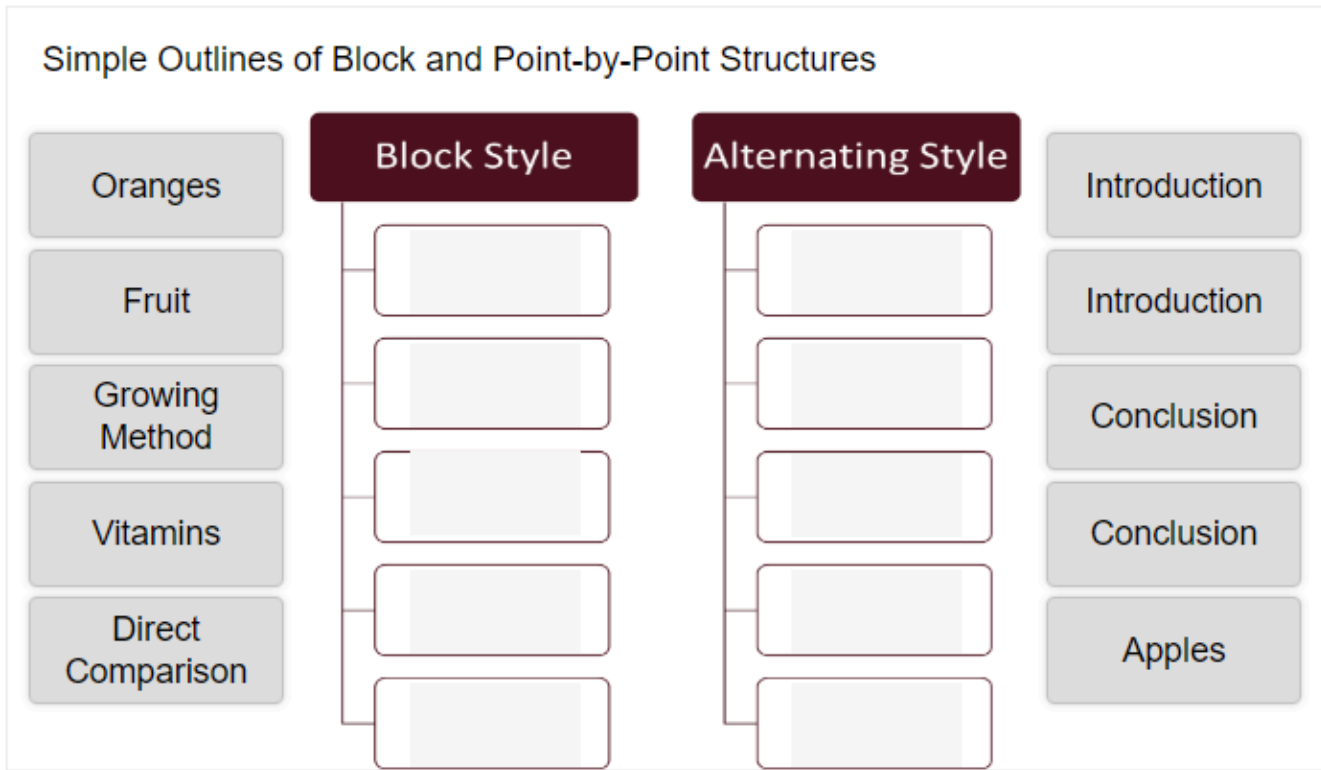 Simple Outlines of Block and Point-by-Point Structures
Oranges
Fruit
Growing
Method
Vitamins
Direct
Comparison
Block Style
Alternating Style
Introduction
Introduction
Conclusion
Conclusion
Apples